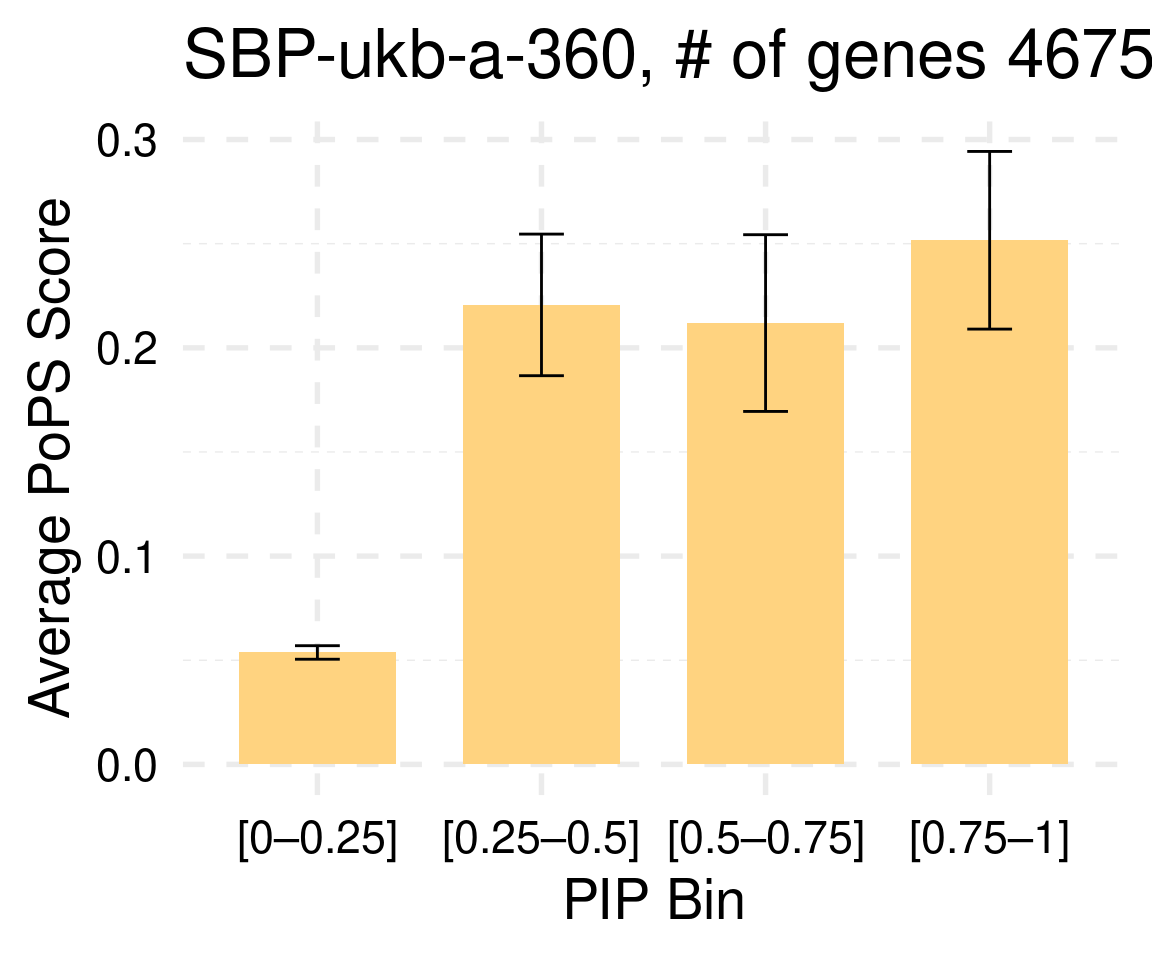 SBP-ukb-a-360, # of genes 4675
Average PoPS Score
0.3
0.2
0.1
0.0
[0–0.25] [0.25–0.5] [0.5–0.75] [0.75–1]
PIP Bin